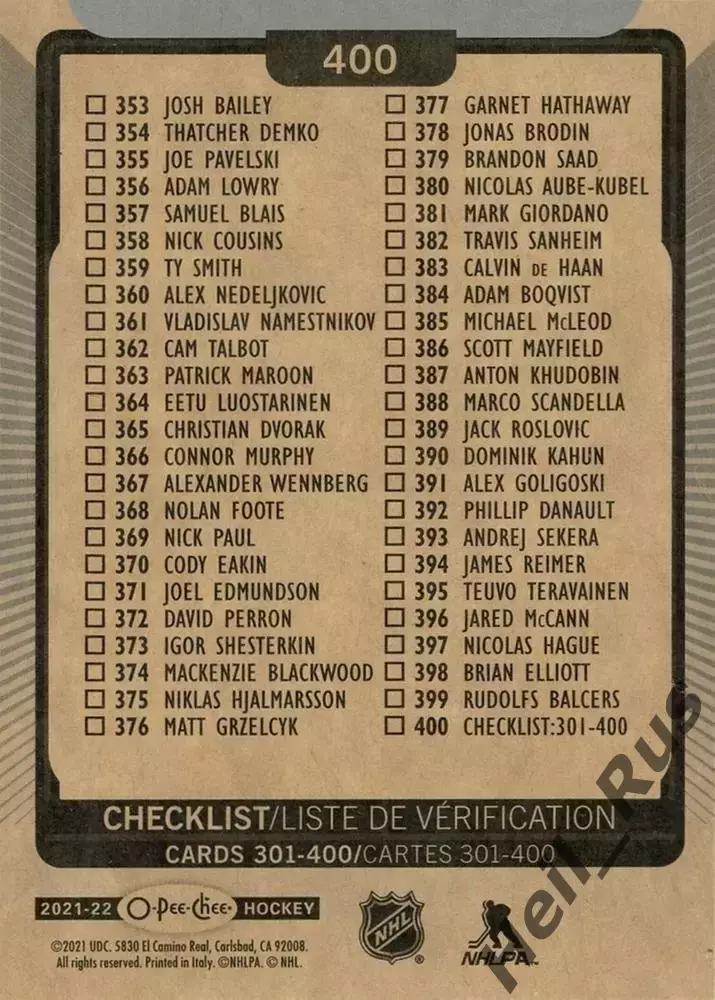 400
353 JOSH BAILEY
354 THATCHER DEMKO
355 JOE PAVELSKI
356 ADAM LOWRY
357 SAMUEL BLAIS
358 NICK COUSINS
359 TY SMITH
360 ALEX NEDELJKOVIC
361 VLADISLAV NAMESTNIKOV
362 CAM TALBOT
363 PATRICK MAROON
364 EETU LUOSTARINEN
365 CHRISTIAN DVORAK
366 CONNOR MURPHY
367 ALEXANDER WENNBERG
368 NOLAN FOOTE
369 NICK PAUL
370 CODY EAKIN
371 JOEL EDMUNDSON
372 DAVID PERRON
373 IGOR SHESTERKIN
374 MACKENZIE BLACKWOOD
375 NIKLAS HJALMARSSON
376 MATT GRZELCYK
377 GARNET HATHAWAY
378 JONAS BRODIN
379 BRANDON SAAD
380 NICOLAS AUBE-KUBEL
381 MARK GIORDANO
382 TRAVIS SANHEIM
383 CALVIN DE HAAN
384 ADAM BOQVIST
385 MICHAEL McLEOD
386 SCOTT MAYFIELD
387 ANTON KHUDOBIN
388 MARCO SCANDELLA
389 JACK ROSLOVIC
390 DOMINIK KAHUN
391 ALEX GOLIGOSKI
392 PHILLIP DANAULT
393 ANDREJ SEKERA
394 JAMES REIMER
395 TEUVO TERAVAINEN
396 JARED McCANN
397 NICOLAS HAGUE
398 BRIAN ELLIOTT
399 RUDOLFS BALCERS
400 CHECKLIST:301-400
CHECKLIST/LISTE DE VÉRIFICATION
CARDS 301-400/CARTES 301-400
2021-22 O-Pee-Chee HOCKEY
©2021 UDC. 5830 El Camino Real, Carlsbad, CA 92008.
All rights reserved. Printed in Italy. ©NHLPA. © NHL.
NHL
NHLPA
Heil_Rus